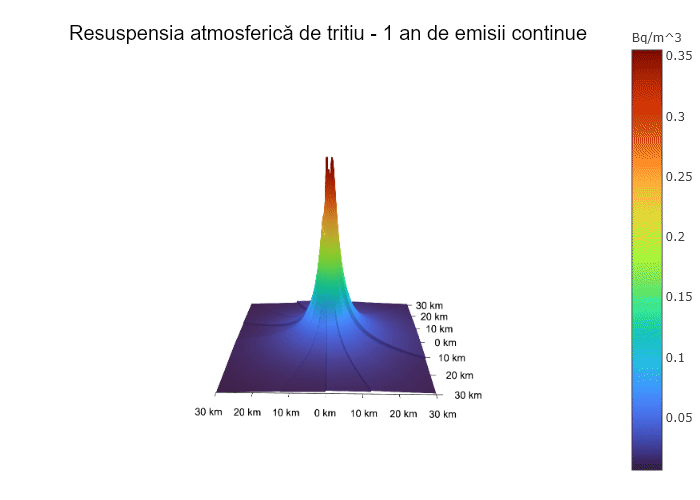 Resuspensia atmosferică de tritiu - 1 an de emisii continue
Bq/m^3
0.35
0.3
0.25
0.2
0.15
0.1
0.05
30 km
20 km
10 km
0 km
10 km
20 km
30 km
30 km 20 km 10 km 0 km 10 km 20 km 30 km